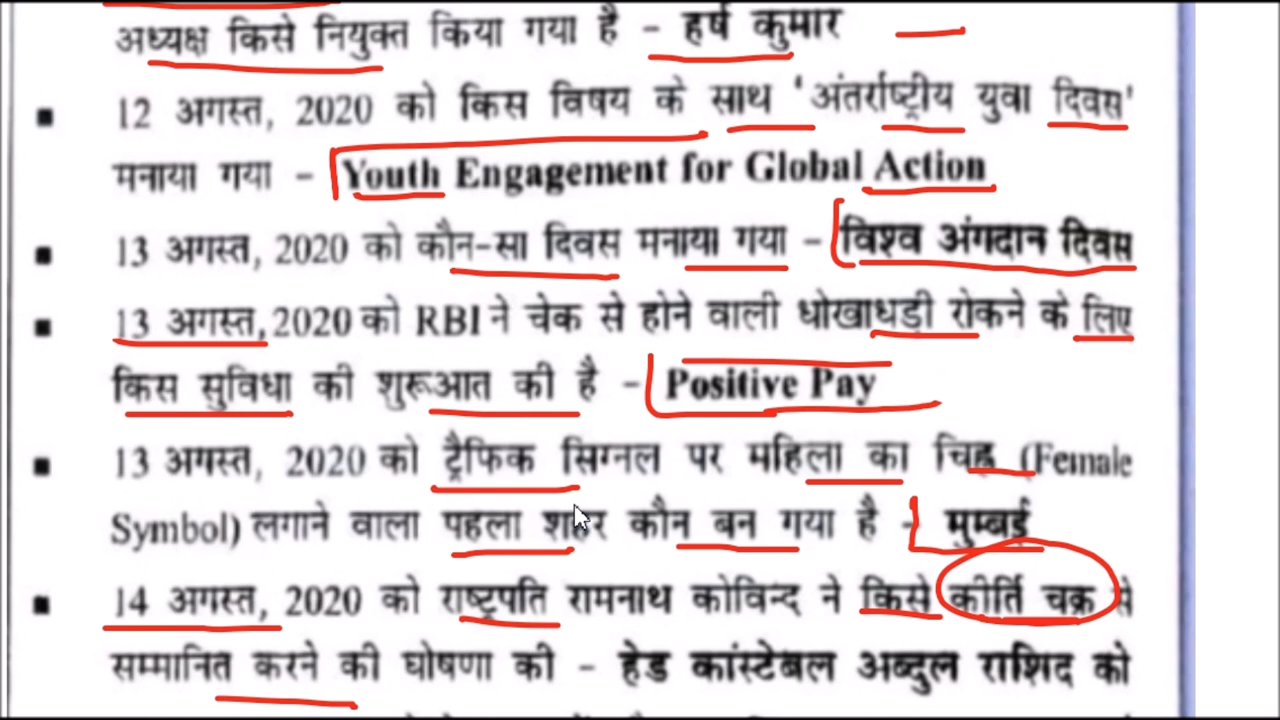 अध्यक्ष किसे नियुक्त किया गया है – हर्ष कुमार
▪ 12 अगस्त, 2020 को किस विषय के साथ 'अंतर्राष्ट्रीय युवा दिवस'
मनाया गया – Youth Engagement for Global Action
▪ 13 अगस्त, 2020 को कौन-सा दिवस मनाया गया – विश्व अंगदान दिवस
▪ 13 अगस्त, 2020 को RBI ने चेक से होने वाली धोखाधड़ी रोकने के लिए
किस सुविधा की शुरूआत की है – Positive Pay
▪ 13 अगस्त, 2020 को ट्रैफिक सिग्नल पर महिला का चिह्न (Female
Symbol) लगाने वाला पहला शहर कौन बन गया है – मुम्बई
▪ 14 अगस्त, 2020 को राष्ट्रपति रामनाथ कोविन्द ने किसे कीर्ति चक्र से
सम्मानित करने की घोषणा की – हेड कांस्टेबल अब्दुल राशिद को